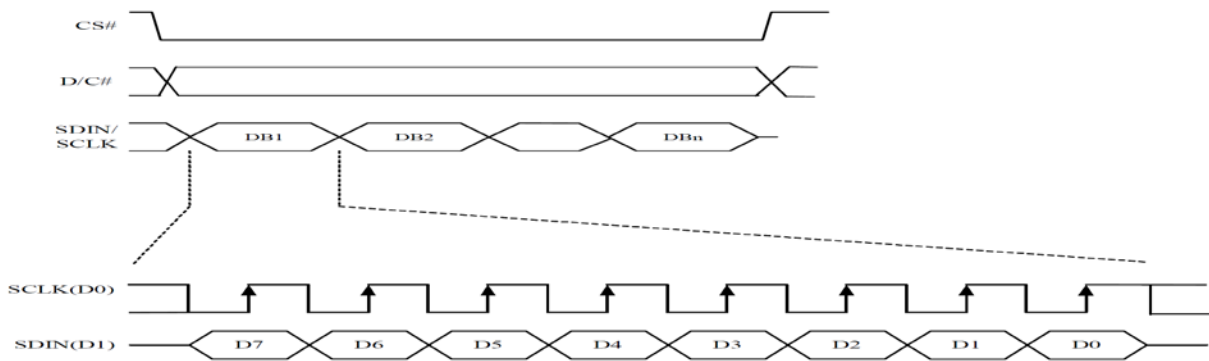 CS#
D/C#
SDIN/
SCLK
DB1 DB2 DBn
SCLK(D0)
SDIN(D1) D7 D6 D5 D4 D3 D2 D1 D0